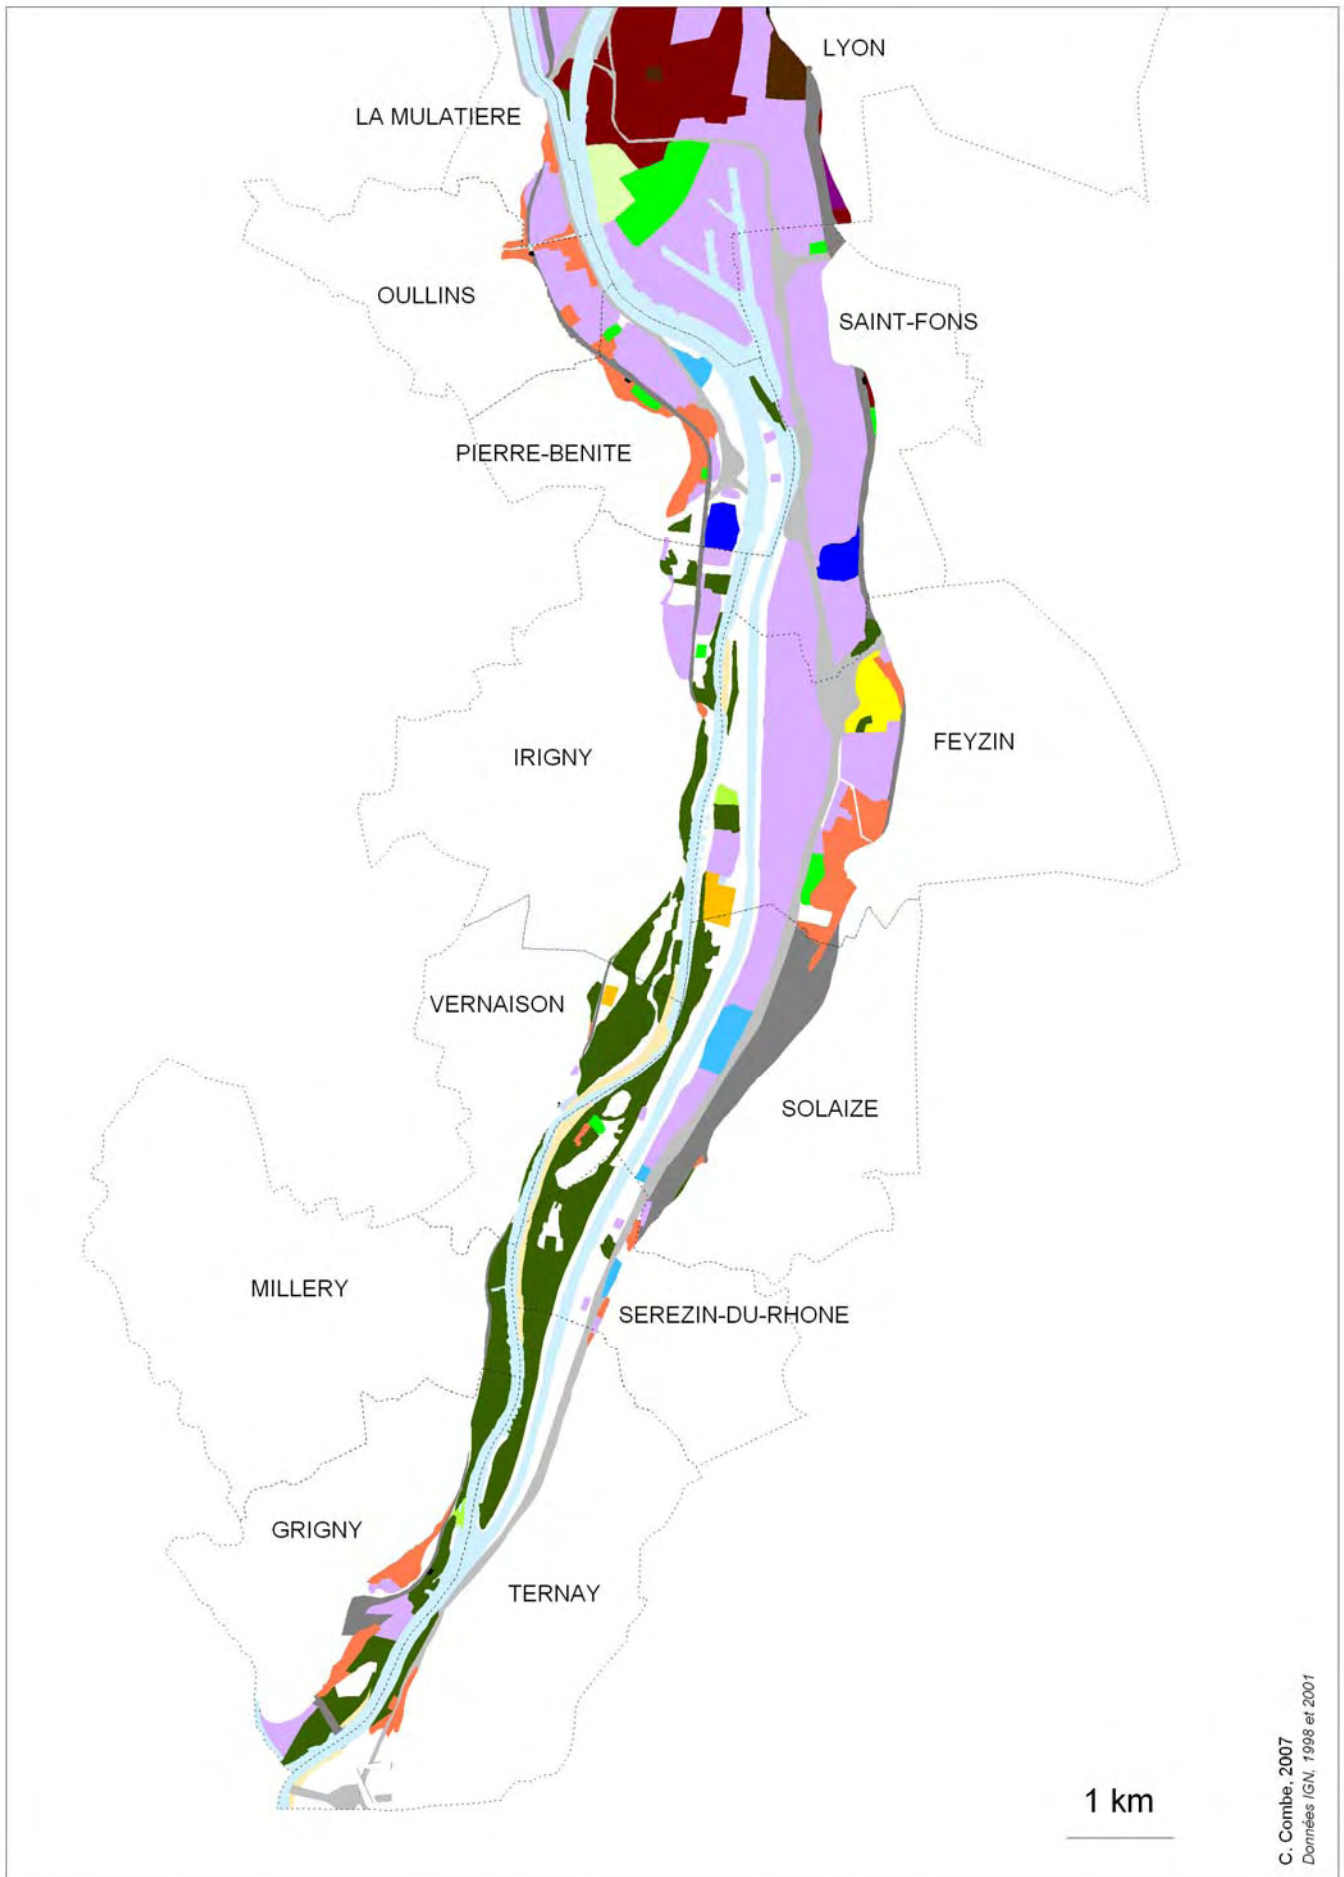 LYON
LA MULATIERE
OULLINS
SAINT-FONS
PIERRE-BENITE
FEYZIN
IRIGNY
VERNAISON
SOLAIZE
MILLERY
SEREZIN-DU-RHONE
GRIGNY
TERNAY
1 km
C. Combe, 2007
Données IGN, 1998 et 2001